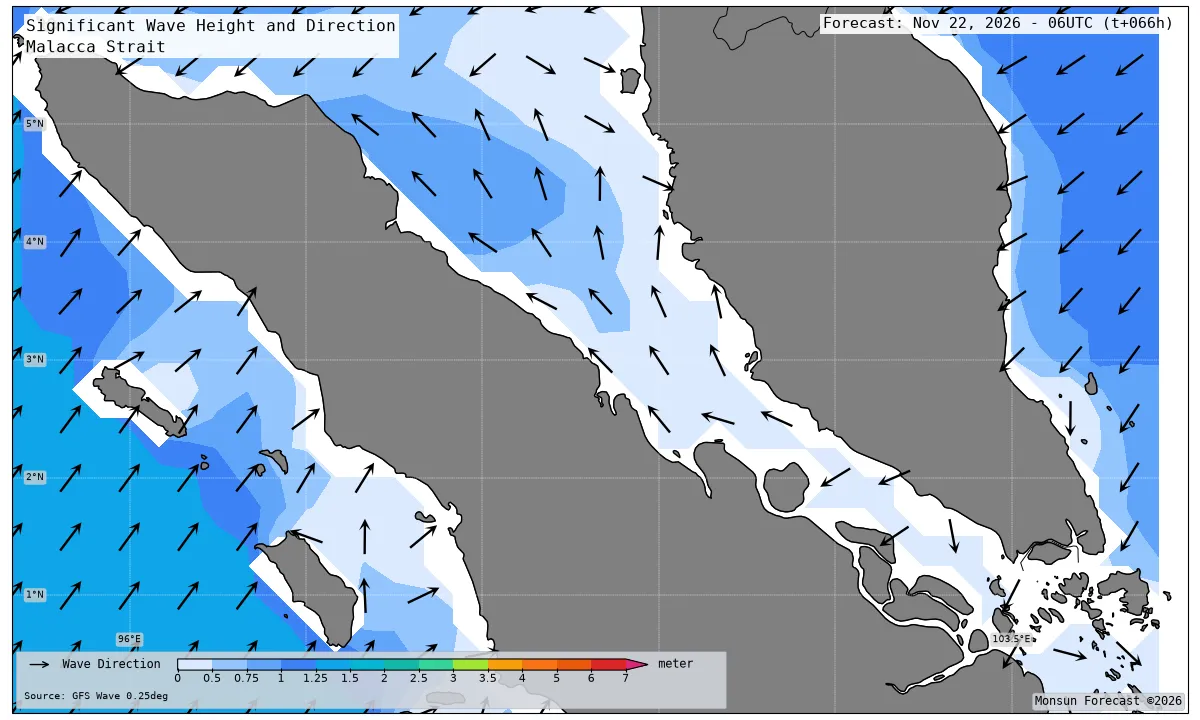 Significant Wave Height and Direction
Malacca Strait
Forecast: Nov 22, 2026 - 06UTC (t+066h)
5°N
4°N
3°N
2°N
1°N
96°E
103.5°E
Wave Direction
meter
0 0.5 0.75 1 1.25 1.5 2 2.5 3 3.5 4 5 6 7
Source: GFS Wave 0.25deg
Monsun Forecast ©2026